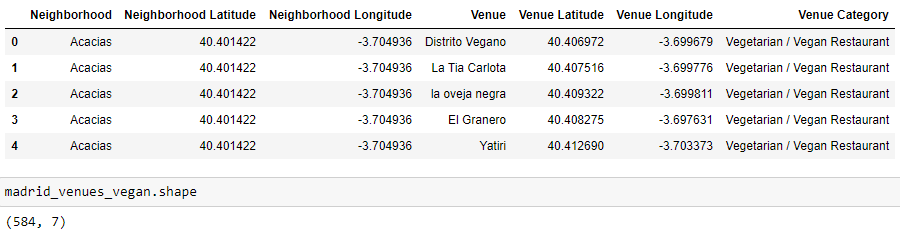 Neighborhood Neighborhood Latitude Neighborhood Longitude Venue Venue Latitude Venue Longitude Venue Category
0 Acacias 40.401422 -3.704936 Distrito Vegano 40.406972 -3.699679 Vegetarian / Vegan Restaurant
1 Acacias 40.401422 -3.704936 La Tia Carlota 40.407516 -3.699776 Vegetarian / Vegan Restaurant
2 Acacias 40.401422 -3.704936 la oveja negra 40.409322 -3.699811 Vegetarian / Vegan Restaurant
3 Acacias 40.401422 -3.704936 El Granero 40.408275 -3.697631 Vegetarian / Vegan Restaurant
4 Acacias 40.401422 -3.704936 Yatiri 40.412690 -3.703373 Vegetarian / Vegan Restaurant
madrid_venues_vegan.shape
(584, 7)